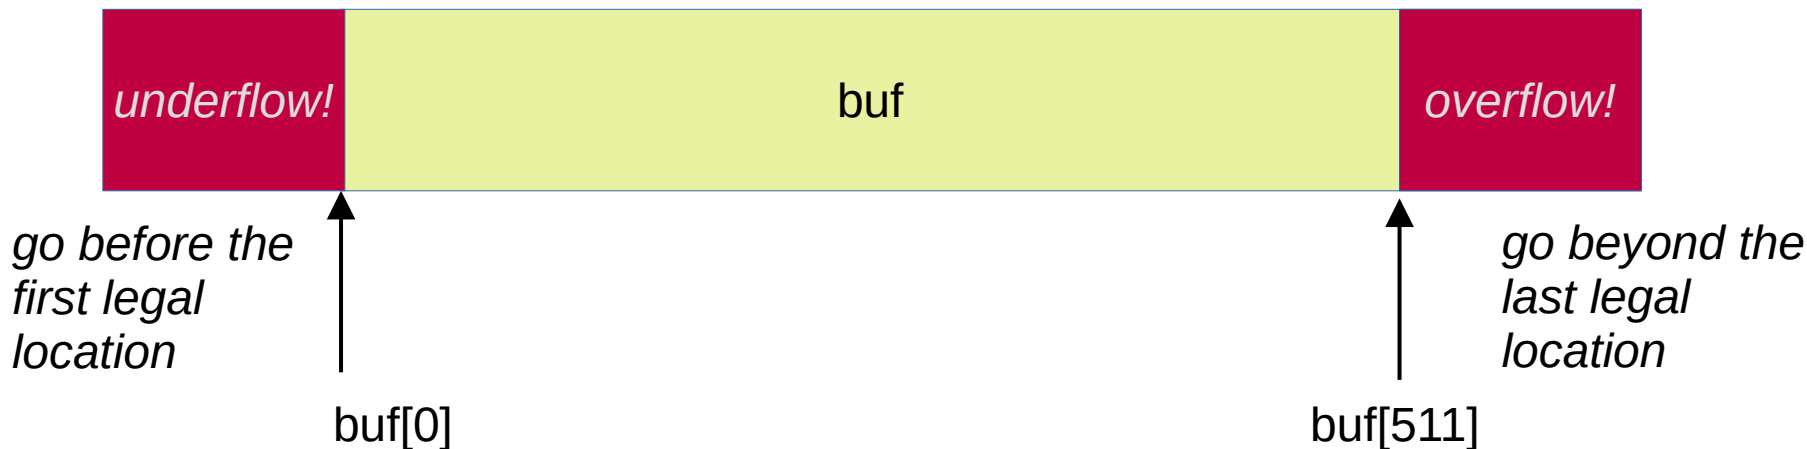 underflow!
buf
overflow!
go before the
first legal
location
go beyond the
last legal
location
buf[0]
buf[511]